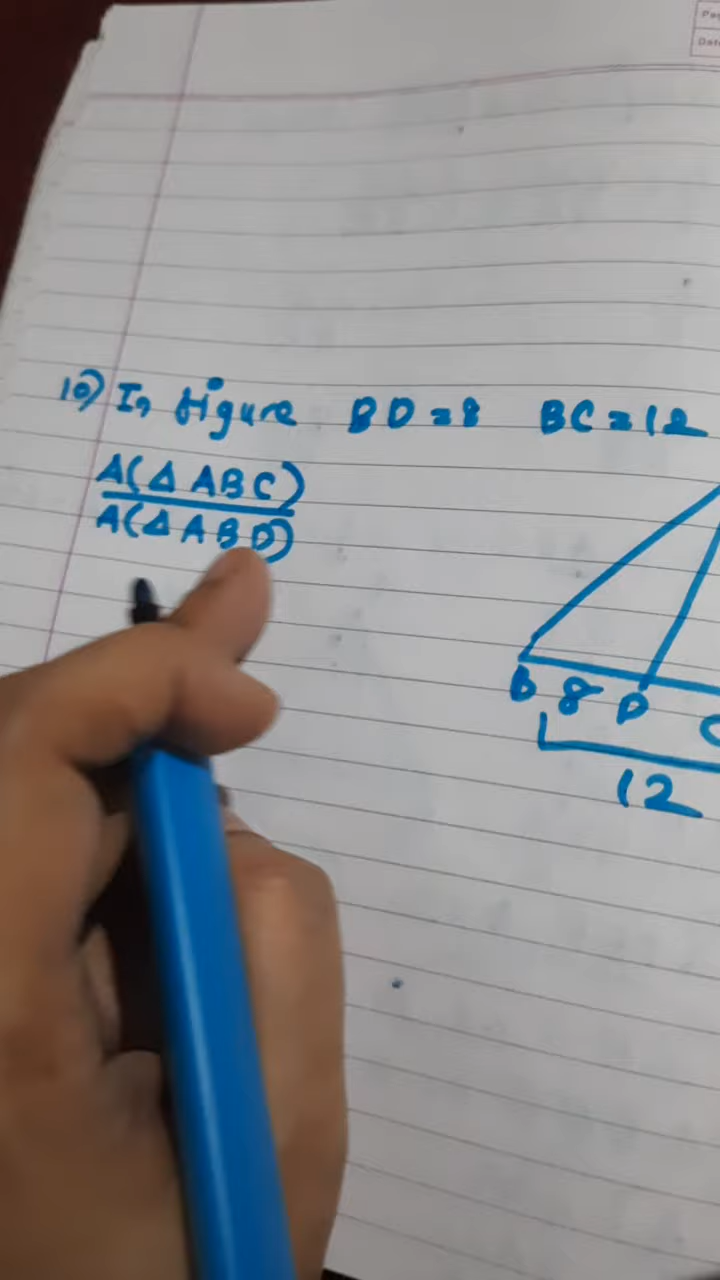 10) In figure BD = 8 BC = 12
A(Δ ABC)
A(Δ ABD)
B 8 D C
12